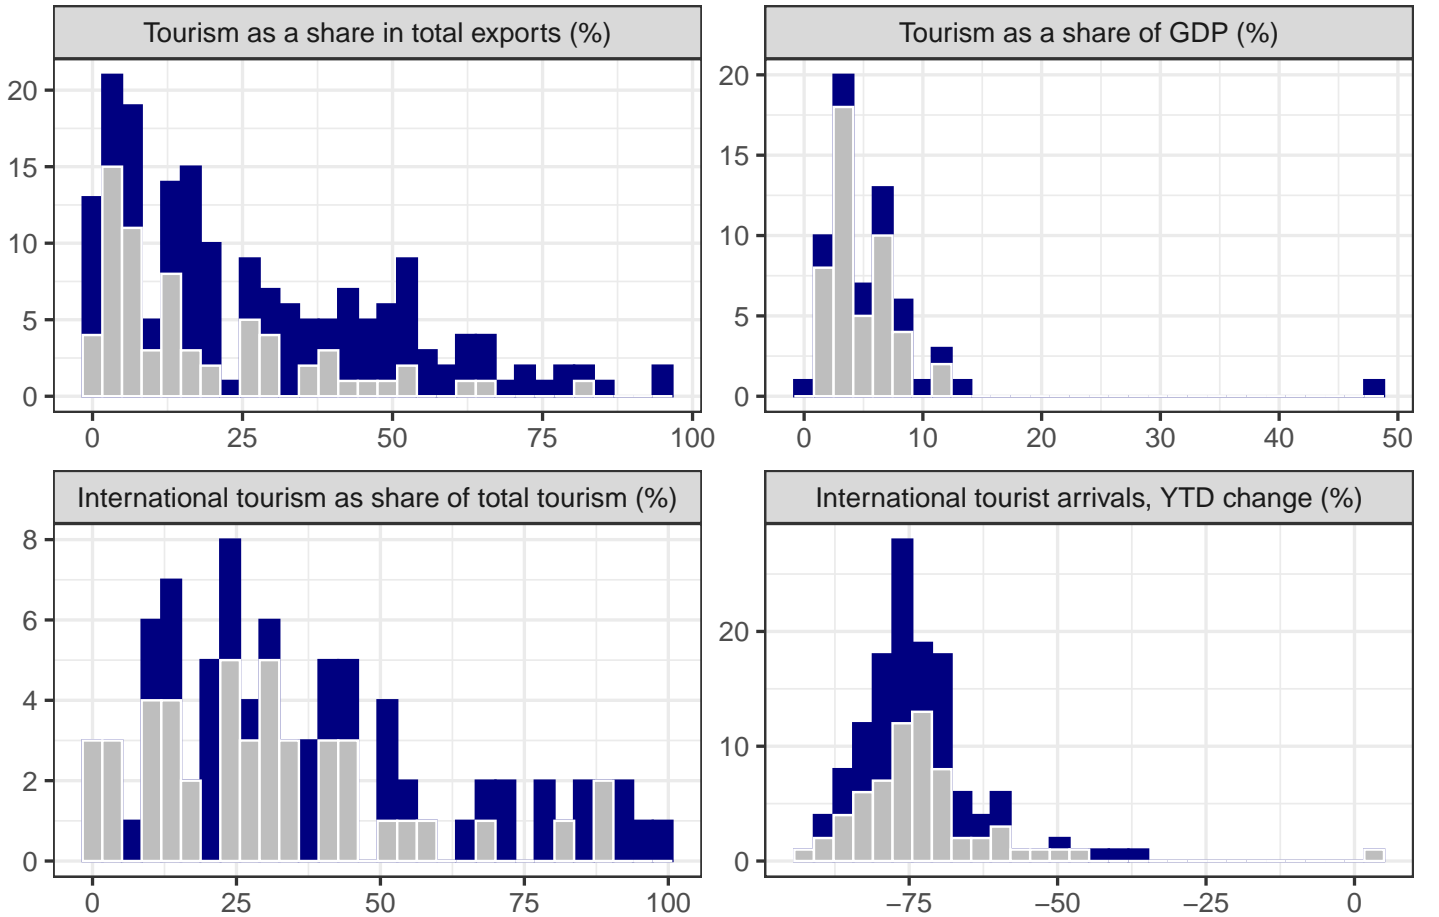 Tourism as a share in total exports (%)
Tourism as a share of GDP (%)
20
15
10
5
0
0 25 50 75 100
20
15
10
5
0
0 10 20 30 40 50
International tourism as share of total tourism (%)
International tourist arrivals, YTD change (%)
8
6
4
2
0
0 25 50 75 100
20
10
0
−75 −50 −25 0